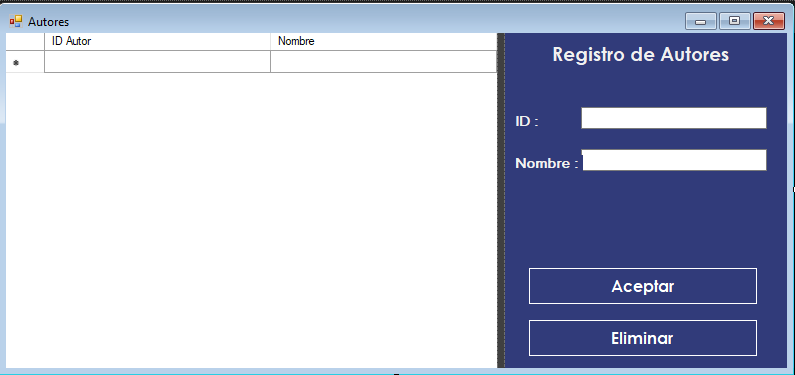 Autores
ID Autor
Nombre
Registro de Autores
ID :
Nombre :
Aceptar
Eliminar